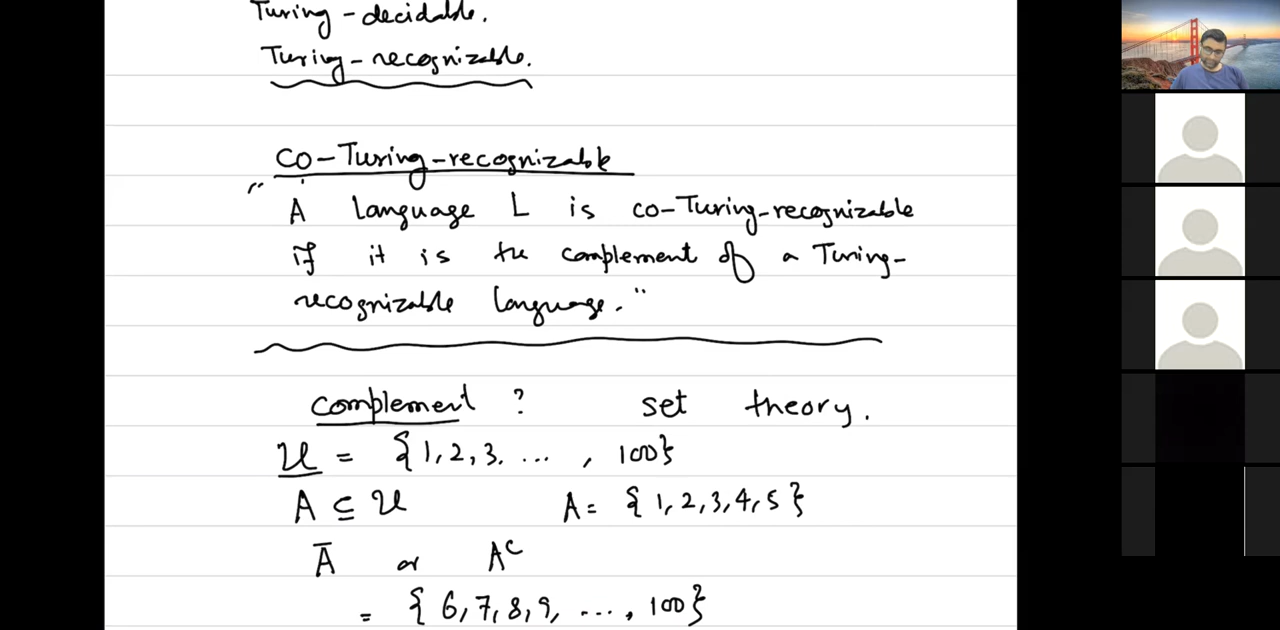 Turing-decidable.
Turing-recognizable.
co-Turing-recognizable
"A language L is co-Turing-recognizable
if it is the complement of a Turing-
recognizable language."
complement ? set theory.
U = {1, 2, 3. ... , 100}
A ⊆ U A = {1, 2, 3, 4, 5}
Ā or Aᶜ
= {6, 7, 8, 9, ..., 100}